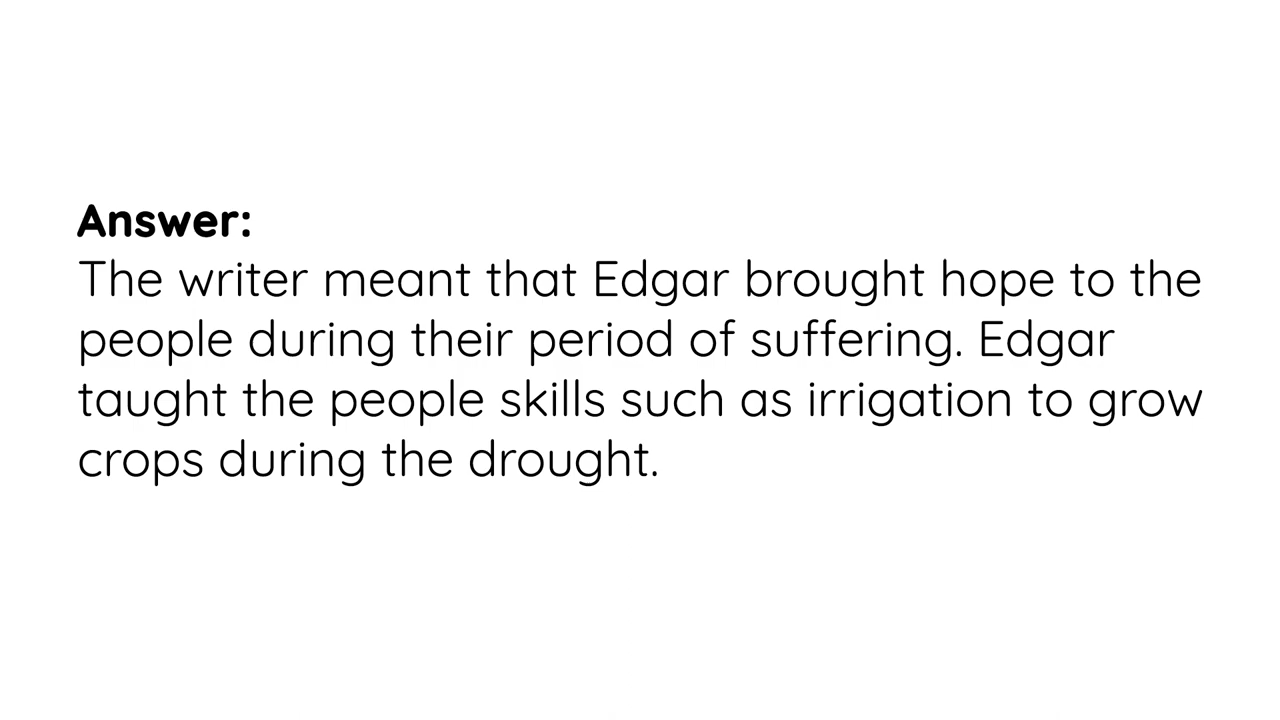 Answer:
The writer meant that Edgar brought hope to the
people during their period of suffering. Edgar
taught the people skills such as irrigation to grow
crops during the drought.